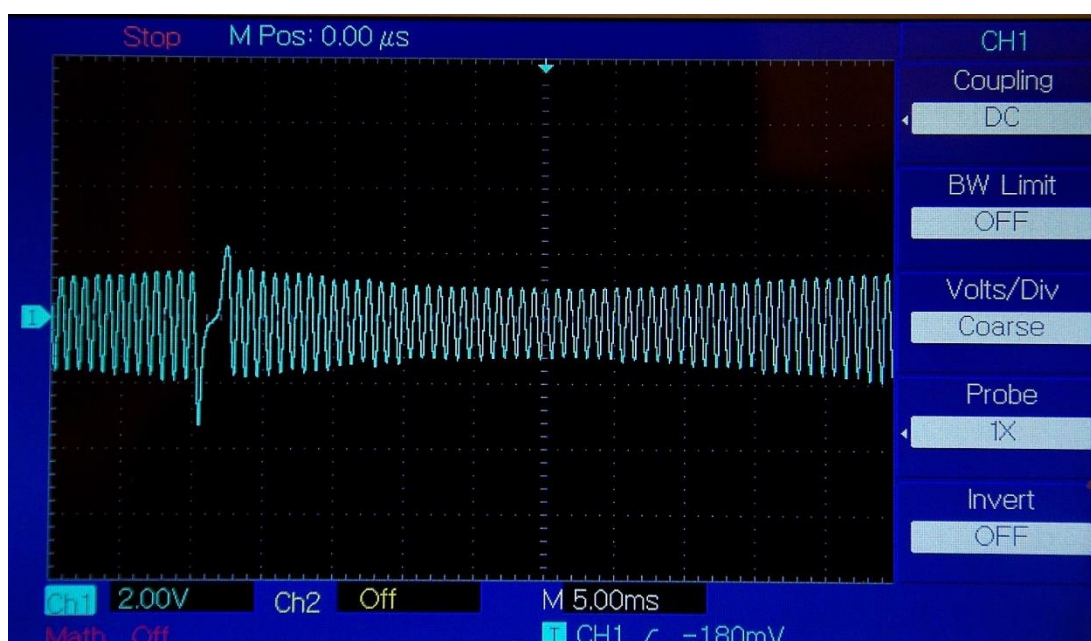 Stop M Pos: 0.00 μs CH1
Coupling
DC
BW Limit
OFF
Volts/Div
Coarse
Probe
1X
Invert
OFF
Ch1 2.00V Ch2 Off M 5.00ms
Math Off T CH1 -180mV